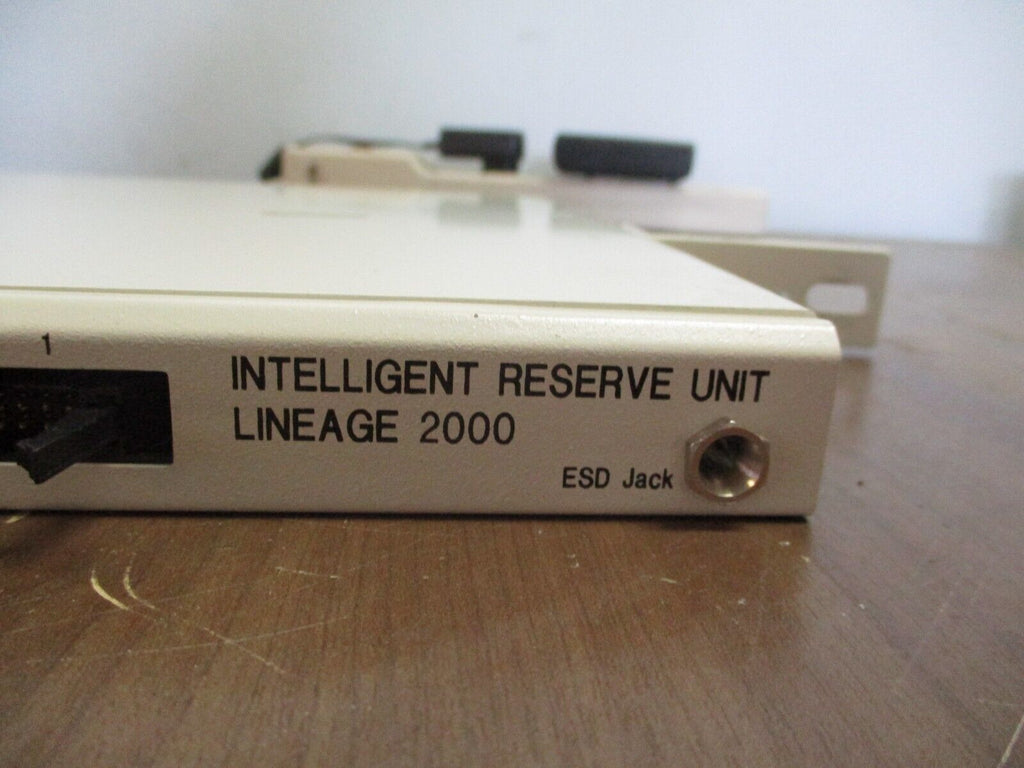 1
INTELLIGENT RESERVE UNIT
LINEAGE 2000
ESD Jack